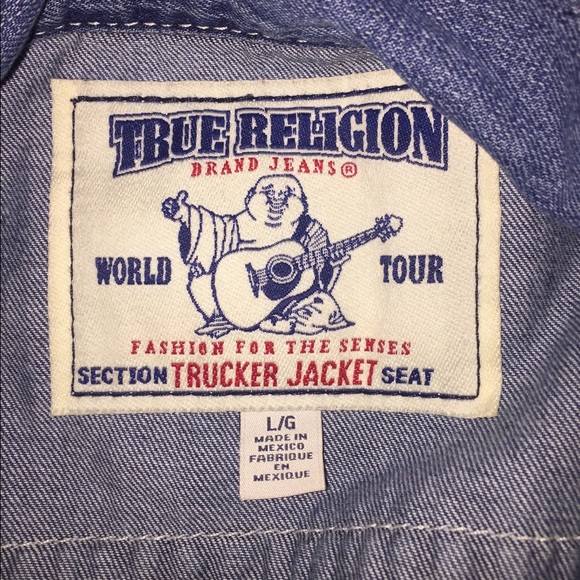 TRUE RELIGION
BRAND JEANS®
WORLD TOUR
FASHION FOR THE SENSES
SECTION TRUCKER JACKET SEAT
L/G
MADE IN
MEXICO
FABRIQUE
EN
MEXIQUE